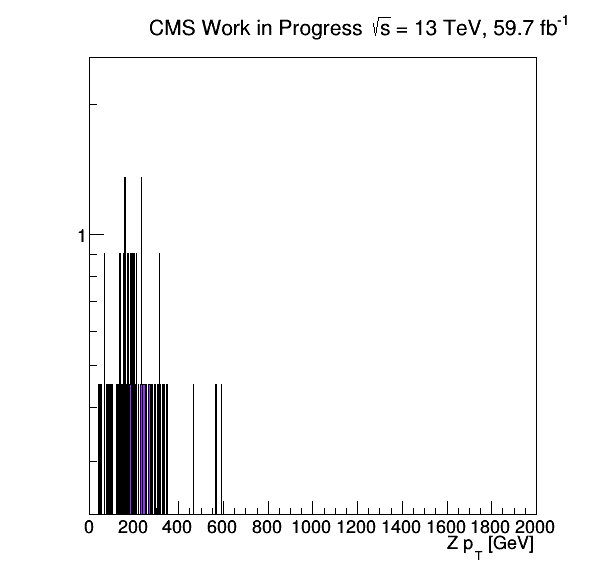 CMS Work in Progress √s = 13 TeV, 59.7 fb⁻¹
1
0 200 400 600 800 1000 1200 1400 1600 1800 2000
Z p_T [GeV]